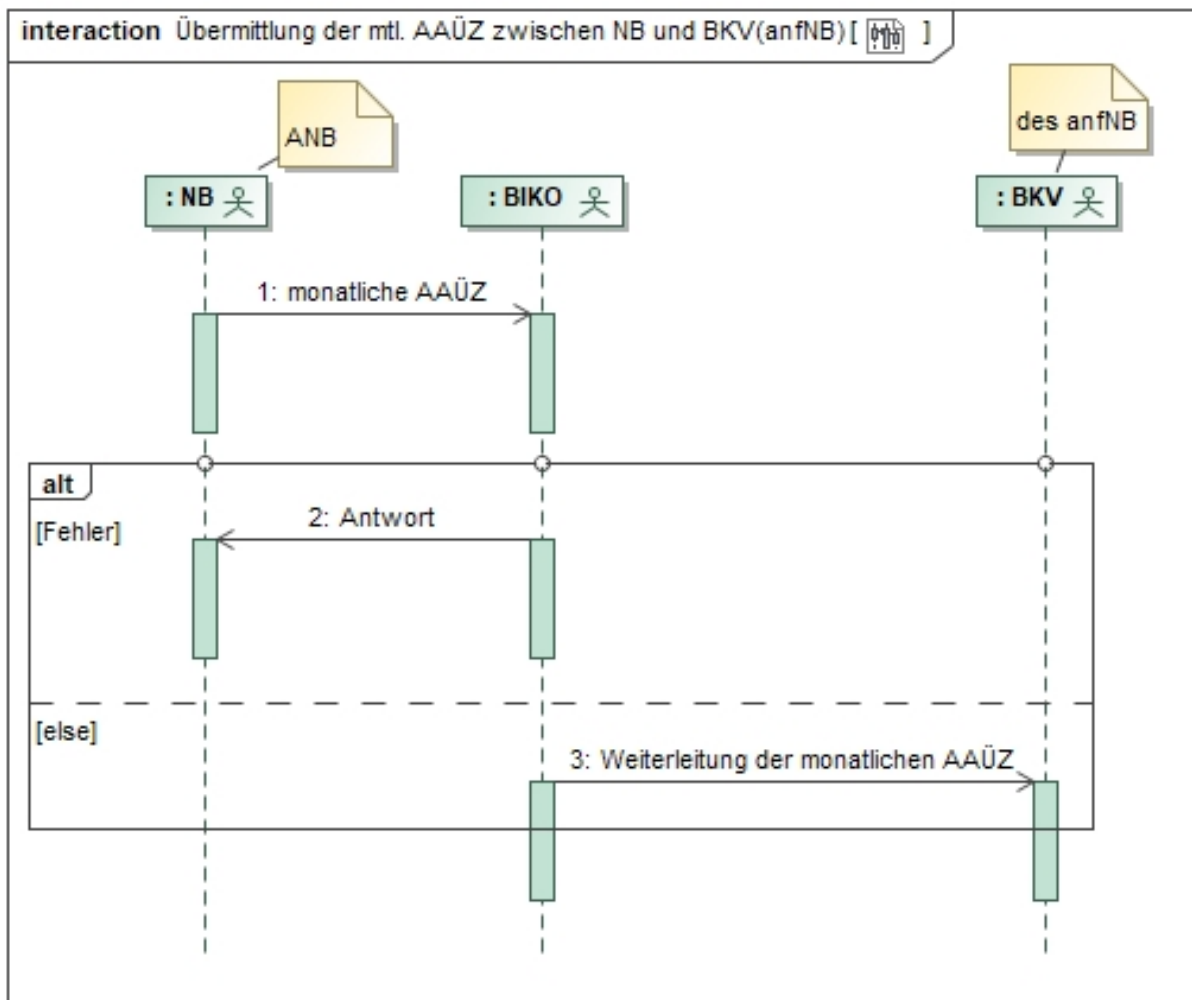 interaction Übermittlung der mtl. AAÜZ zwischen NB und BKV(anfNB) [ ]
ANB
des anfNB
: NB
: BIKO
: BKV
1: monatliche AAÜZ
alt
[Fehler]
2: Antwort
[else]
3: Weiterleitung der monatlichen AAÜZ